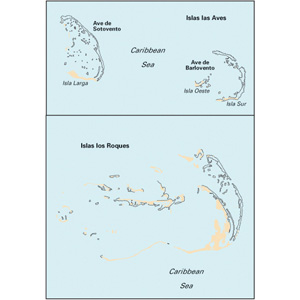 Ave de
Sotovento
Islas las Aves
Caribbean
Sea
Ave de
Barlovento
Isla Oeste
Isla Larga
Isla Sur
Islas los Roques
Caribbean
Sea